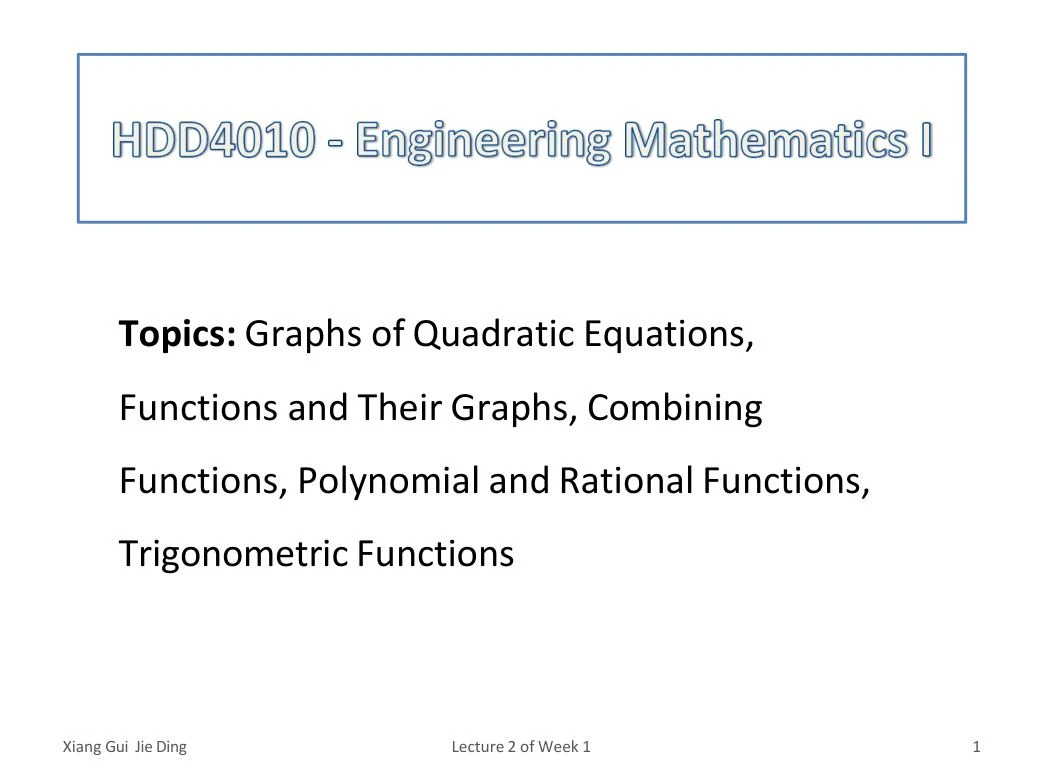 HDD4010 - Engineering Mathematics I
Topics: Graphs of Quadratic Equations,
Functions and Their Graphs, Combining
Functions, Polynomial and Rational Functions,
Trigonometric Functions
Xiang Gui Jie Ding
Lecture 2 of Week 1
1